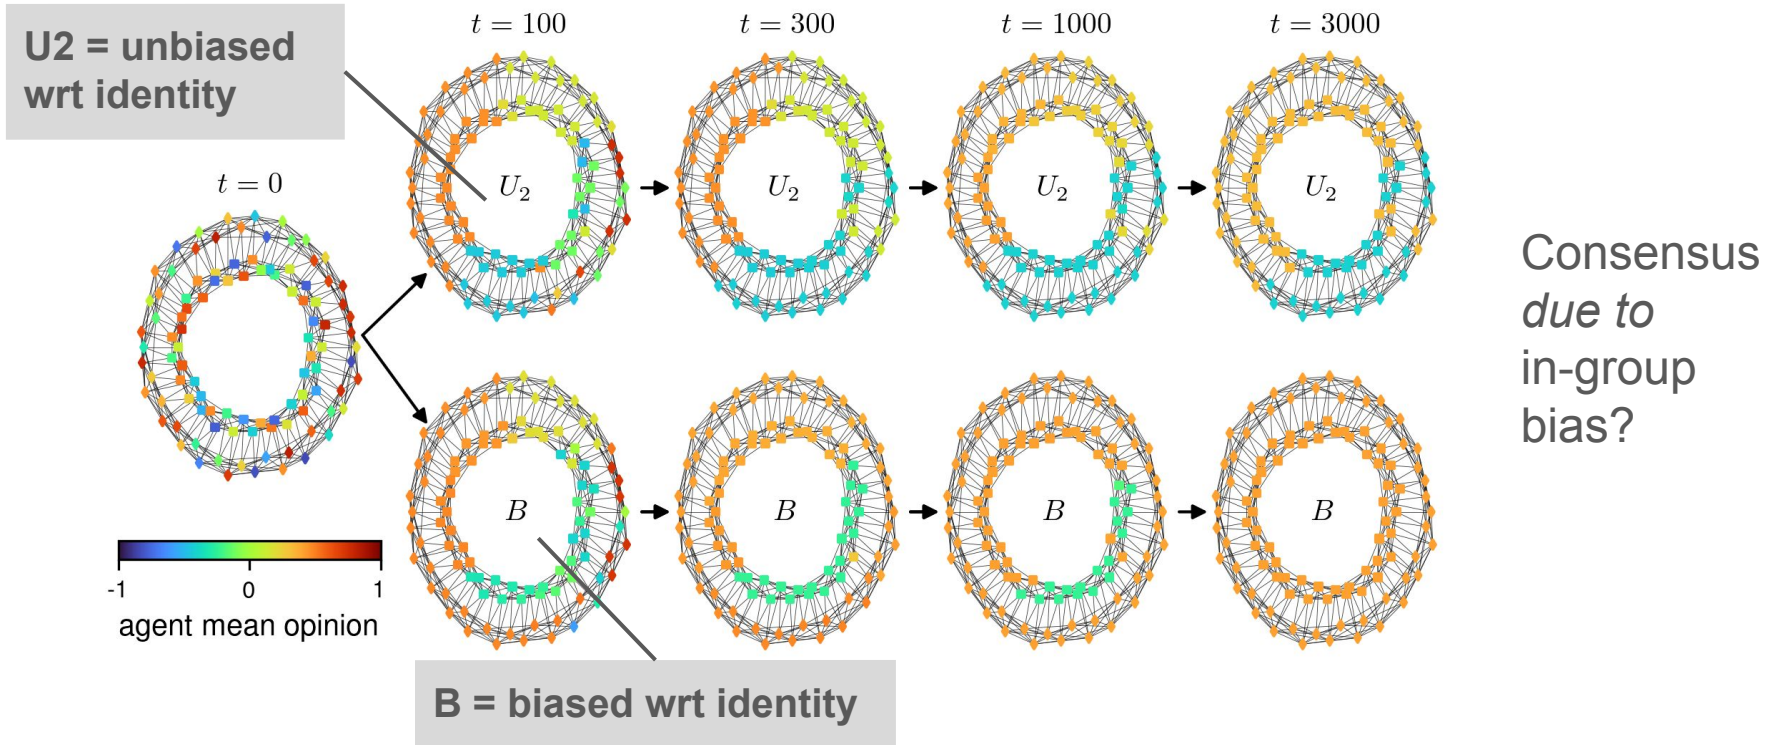 U2 = unbiased
wrt identity
t = 0
t = 100
t = 300
t = 1000
t = 3000
U₂
U₂
U₂
U₂
B
B
B
B
-1 0 1
agent mean opinion
B = biased wrt identity
Consensus
due to
in-group
bias?